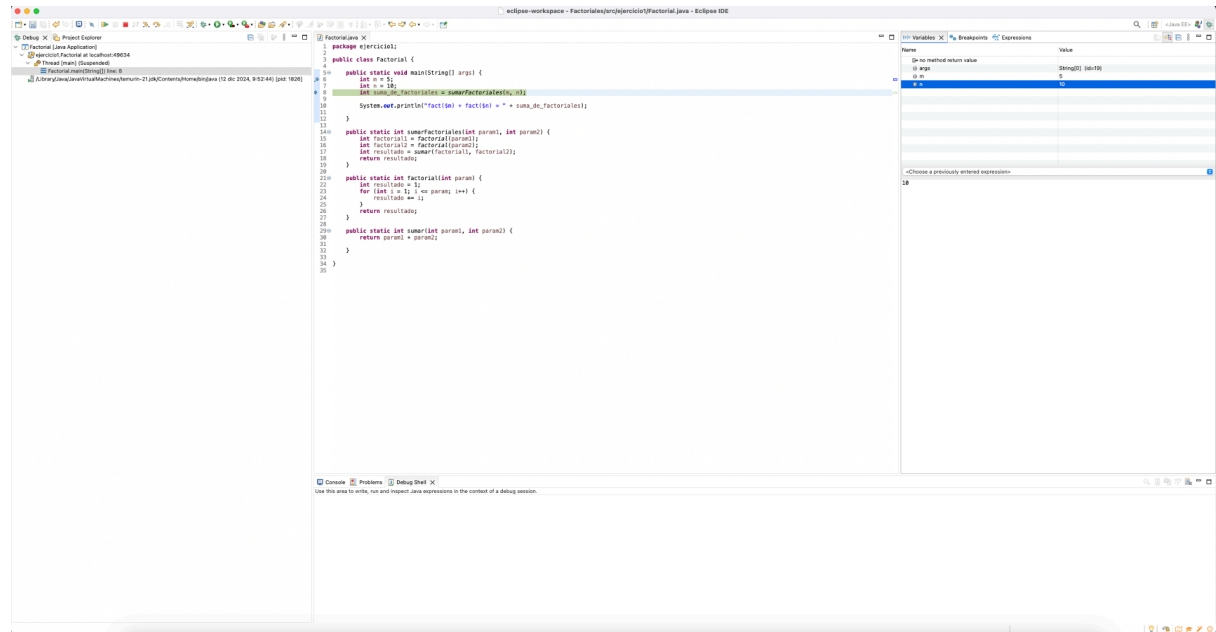 eclipse-workspace - Factoriales/src/ejercicio1/Factorial.java - Eclipse IDE
<Java EE>
Debug
Project Explorer
Factorial [Java Application]
ejercicio1.Factorial at localhost:49634
Thread [main] (Suspended)
Factorial.main(String[]) line: 8
/Library/Java/JavaVirtualMachines/temurin-21.jdk/Contents/Home/bin/java (12 dic 2024, 9:52:44) [pid: 1826]
Factorial.java
1 package ejercicio1;
2
3 public class Factorial {
4
5 public static void main(String[] args) {
6 int m = 5;
7 int n = 10;
8 int suma_de_factoriales = sumarFactoriales(m, n);
9
10 System.out.println("fact($m) + fact($n) = " + suma_de_factoriales);
11
12 }
13
14 public static int sumarFactoriales(int param1, int param2) {
15 int factorial1 = factorial(param1);
16 int factorial2 = factorial(param2);
17 int resultado = sumar(factorial1, factorial2);
18 return resultado;
19 }
20
21 public static int factorial(int param) {
22 int resultado = 1;
23 for (int i = 1; i <= param; i++) {
24 resultado *= i;
25 }
26 return resultado;
27 }
28
29 public static int sumar(int param1, int param2) {
30 return param1 + param2;
31
32 }
33
34 }
35
Variables
Breakpoints
Expressions
Name Value
no method return value
args String[0] (id=19)
m 5
n 10
<Choose a previously entered expression>
10
Console
Problems
Debug Shell
Use this area to write, run and inspect Java expressions in the context of a debug session.